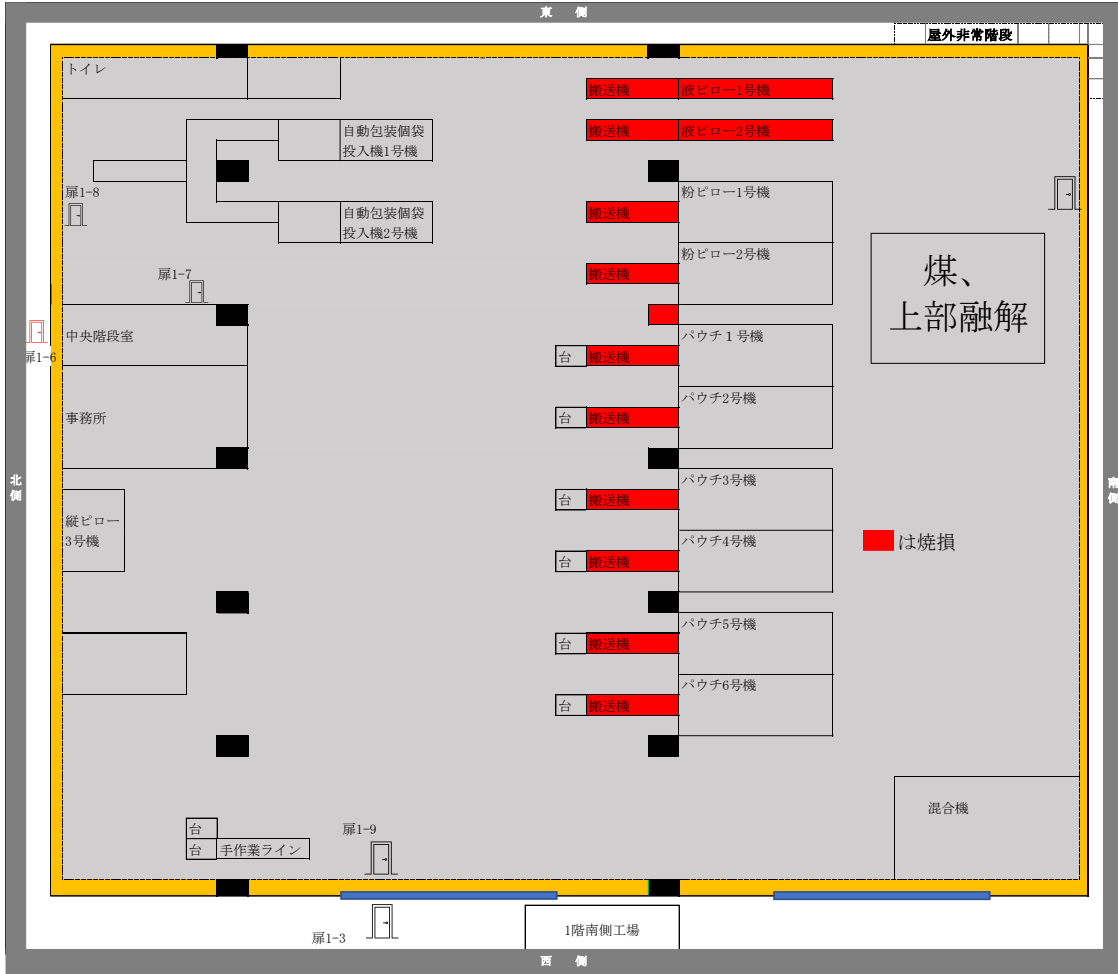 東　側
屋外非常階段
トイレ
搬送機
液ピロー1号機
搬送機
液ピロー2号機
自動包装個袋
投入機1号機
扉1-8
自動包装個袋
投入機2号機
粉ピロー1号機
搬送機
粉ピロー2号機
搬送機
扉1-7
煤、
上部融解
中央階段室
扉1-6
パウチ１号機
台
搬送機
パウチ2号機
台
搬送機
事務所
北
側
南
側
縦ピロー
3号機
パウチ3号機
台
搬送機
パウチ4号機
台
搬送機
は焼損
パウチ5号機
台
搬送機
パウチ6号機
台
搬送機
混合機
台
台
手作業ライン
扉1-9
扉1-3
1階南側工場
西　側